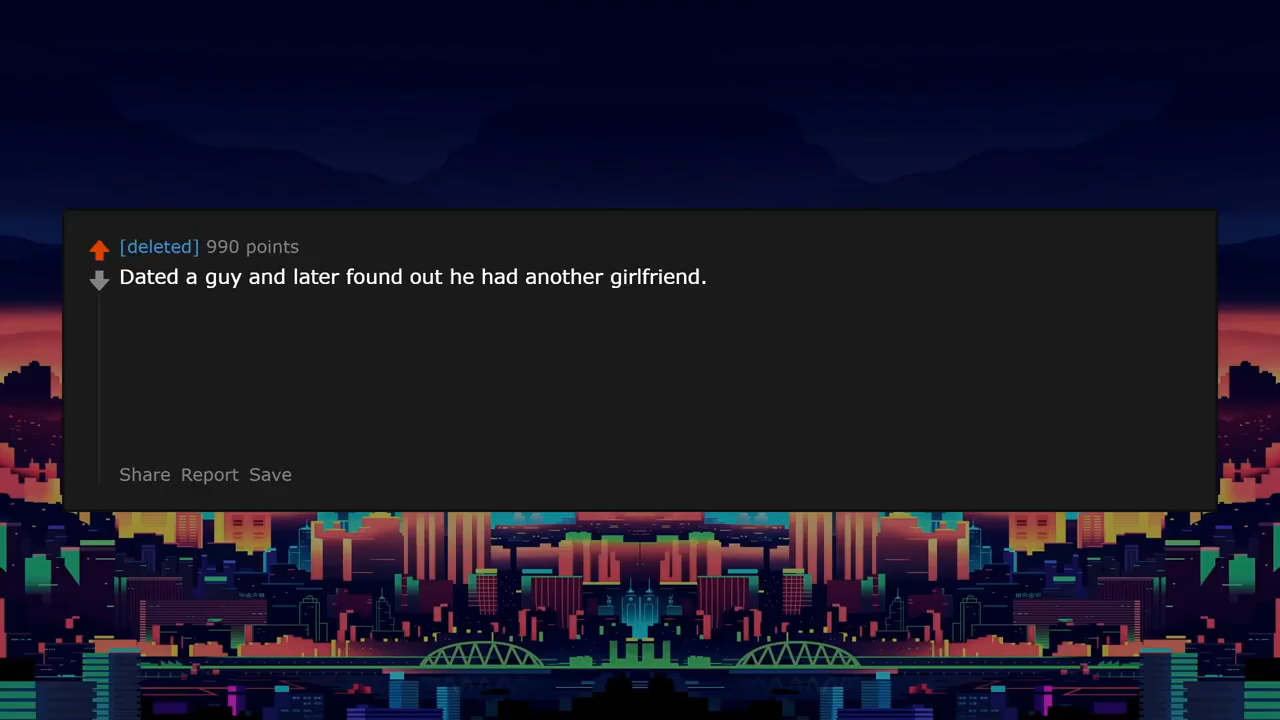 [deleted] 990 points
Dated a guy and later found out he had another girlfriend.
Share Report Save